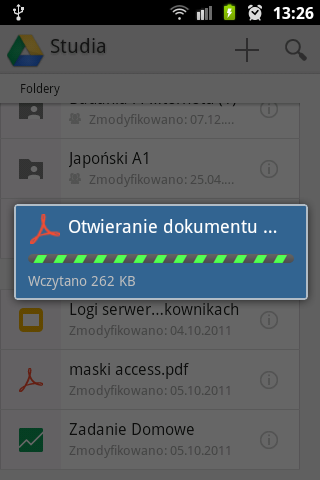 13:26
Studia
Foldery
Zmodyfikowano: 07.12....
Japoński A1
Zmodyfikowano: 25.04....
Otwieranie dokumentu ...
Wczytano 262 KB
Logi serwer...kownikach
Zmodyfikowano: 04.10.2011
maski access.pdf
Zmodyfikowano: 05.10.2011
Zadanie Domowe
Zmodyfikowano: 05.10.2011